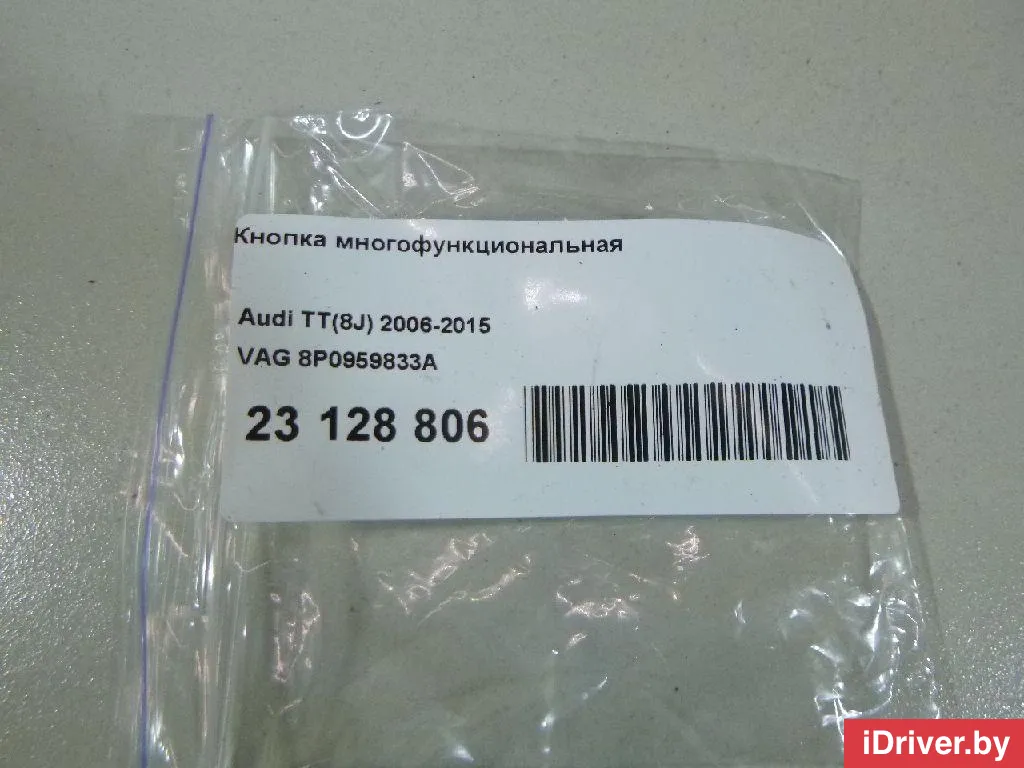 Кнопка многофункциональная
Audi TT(8J) 2006-2015
VAG 8P0959833A
23 128 806
iDriver.by